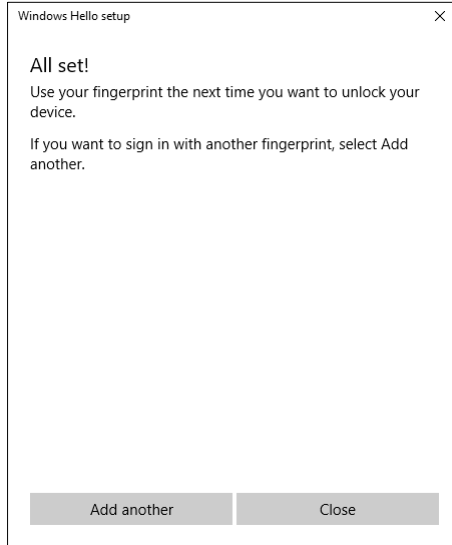 Windows Hello setup
All set!
Use your fingerprint the next time you want to unlock your
device.
If you want to sign in with another fingerprint, select Add
another.
Add another
Close